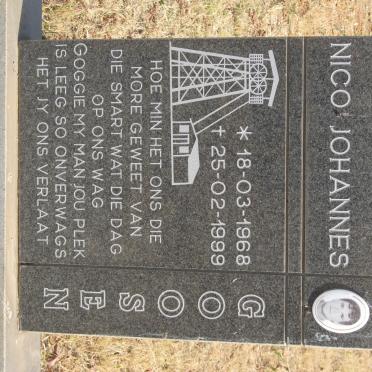 NICO JOHANNES
GOOSEN
* 18-03-1968
+ 25-02-1999
HOE MIN HET ONS DIE
MORE GEWEET VAN
DIE SMART WAT DIE DAG
OP ONS WAG
GOGGIE MY MAN JOU PLEK
IS LEEG SO ONVERWAGS
HET JY ONS VERLAAT